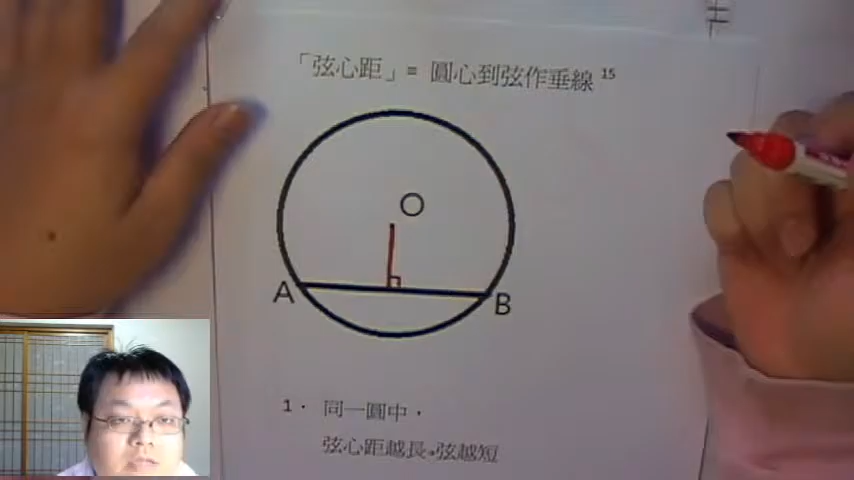 「弦心距」= 圓心到弦作垂線 15
O
A
B
1. 同一圓中,
弦心距越長,弦越短